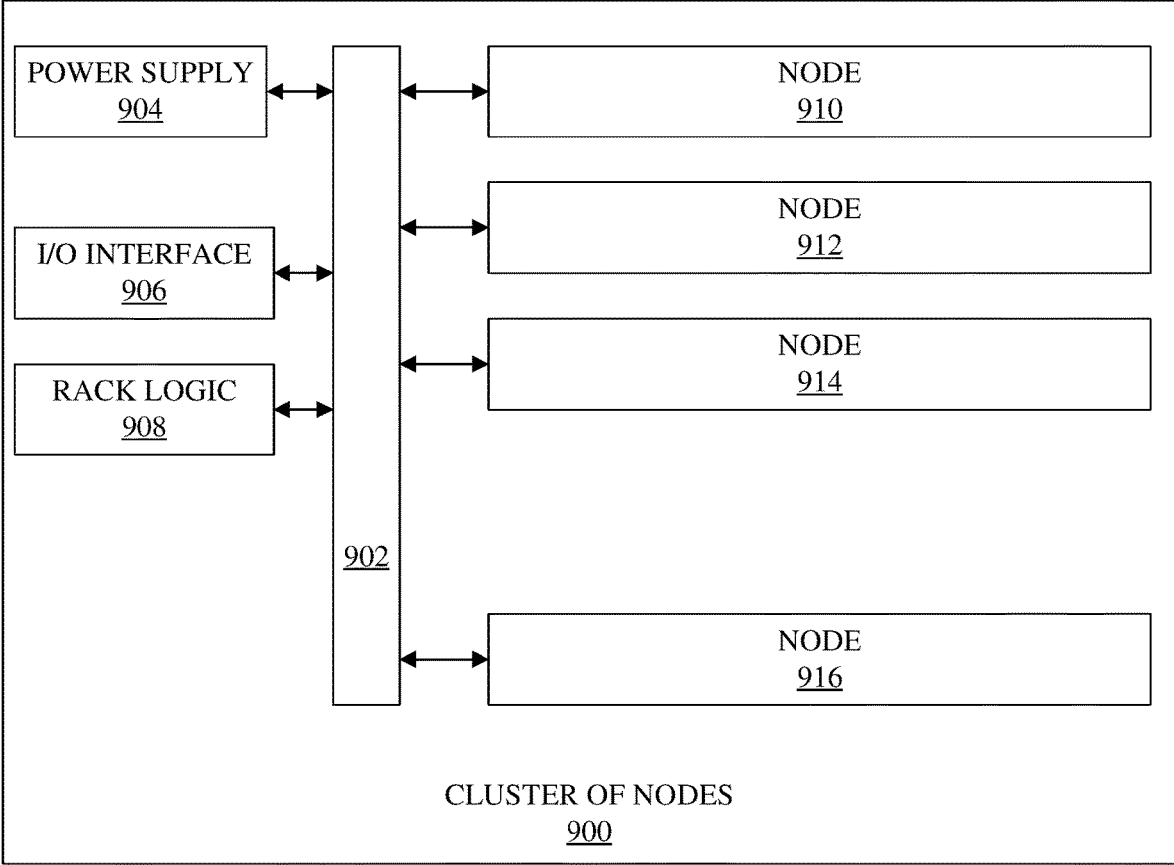 POWER SUPPLY
904
I/O INTERFACE
906
RACK LOGIC
908
902
NODE
910
NODE
912
NODE
914
NODE
916
CLUSTER OF NODES
900